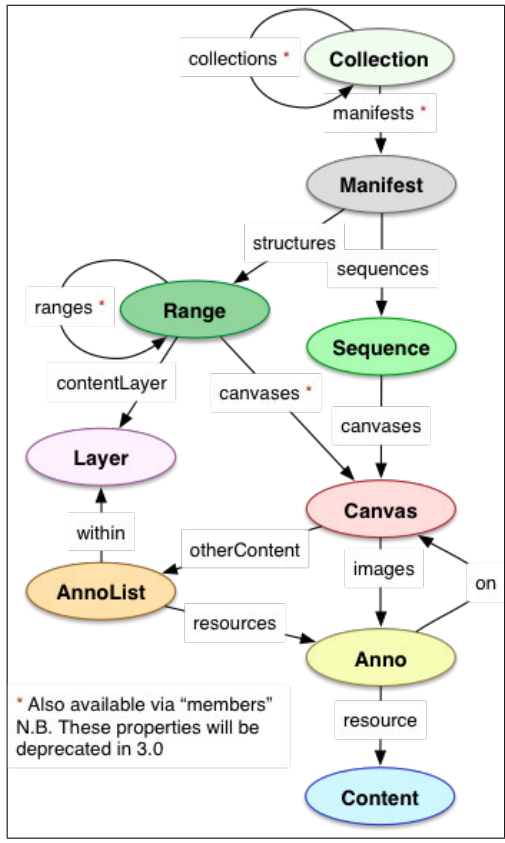 Collection
collections *
manifests *
Manifest
structures
sequences
Range
ranges *
Sequence
contentLayer
canvases *
canvases
Layer
Canvas
within
otherContent
images
on
AnnoList
resources
Anno
* Also available via “members”
N.B. These properties will be
deprecated in 3.0
resource
Content